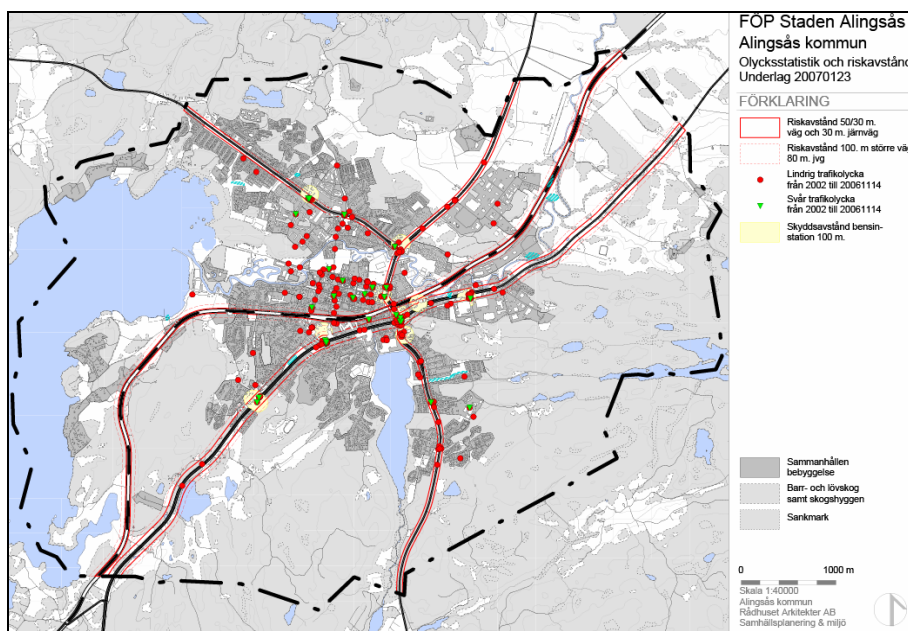 FÖP Staden Alingsås
Alingsås kommun
Olycksstatistik och riskavstånd
Underlag 20070123
FÖRKLARING
Riskavstånd 50/30 m.
väg och 30 m. järnväg
Riskavstånd 100. m större väg
80 m. jvg
Lindrig trafikolycka
från 2002 till 20061114
Svår trafikolycka
från 2002 till 20061114
Skyddsavstånd bensin-
station 100 m.
Sammanhållen
bebyggelse
Barr- och lövskog
samt skogshyggen
Sankmark
0 1000 m
Skala 1:40000
Alingsås kommun
Rådhuset Arkitekter AB
Samhällsplanering & miljö